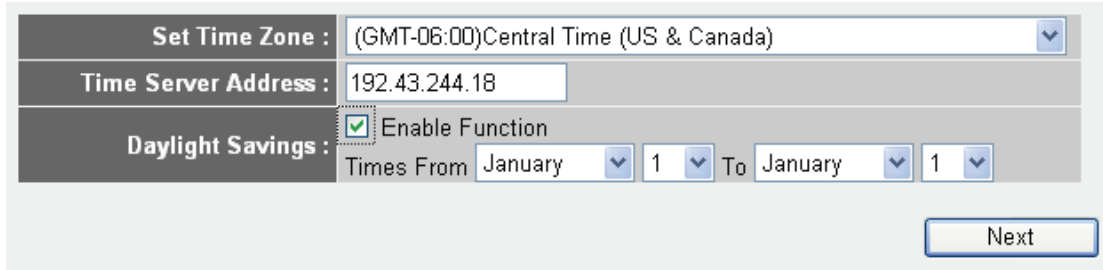 Set Time Zone : (GMT-06:00)Central Time (US & Canada)
Time Server Address : 192.43.244.18
Daylight Savings : Enable Function
Times From January 1 To January 1
Next